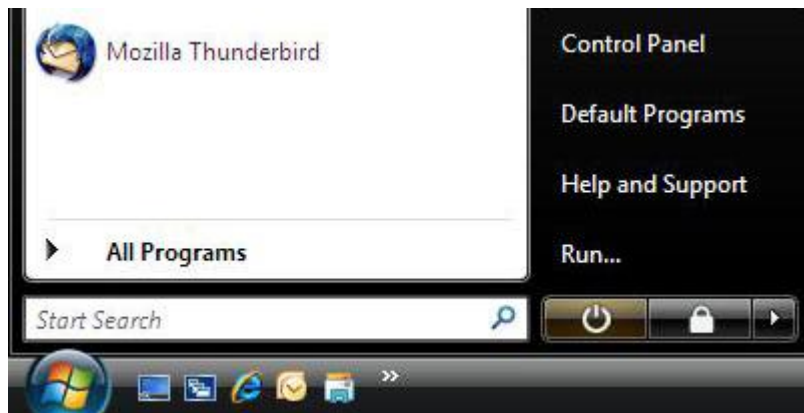 Mozilla Thunderbird
All Programs
Start Search
Control Panel
Default Programs
Help and Support
Run...